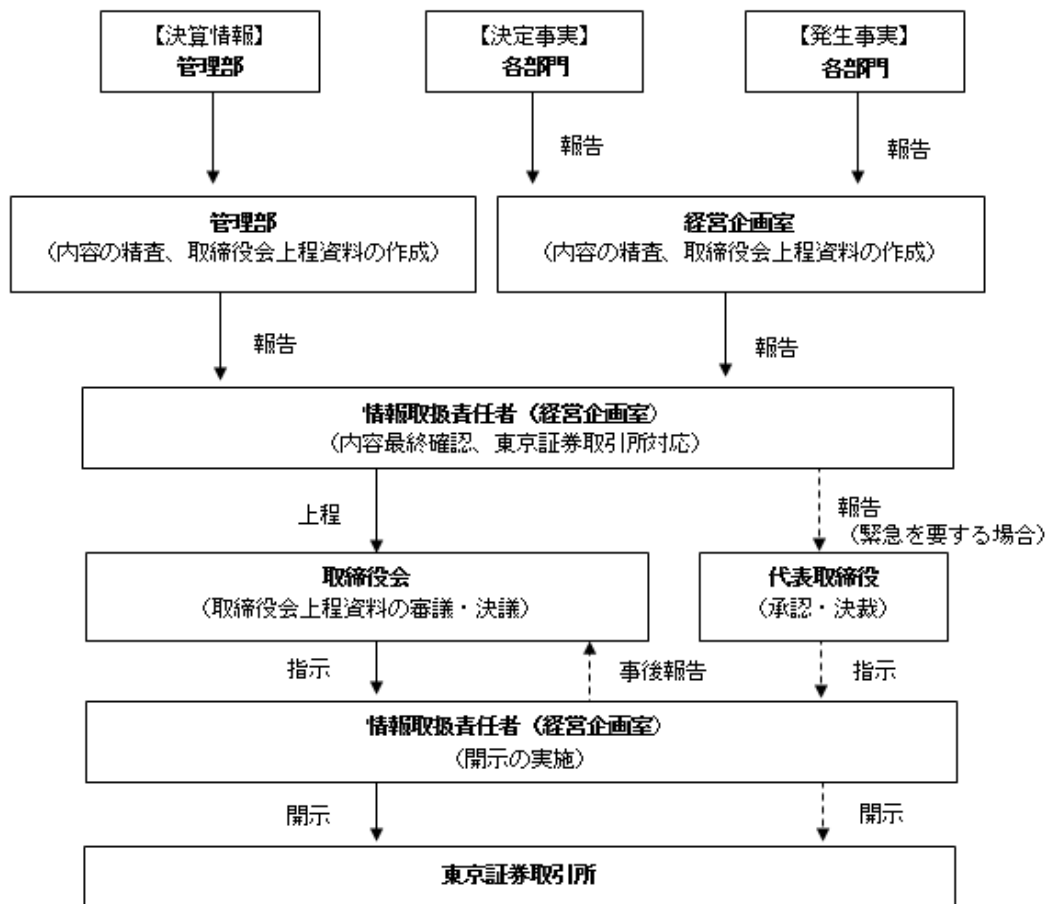 【決算情報】
管理部
【決定事実】
各部門
【発生事実】
各部門
報告
報告
管理部
（内容の精査、取締役会上程資料の作成）
経営企画室
（内容の精査、取締役会上程資料の作成）
報告
報告
情報取扱責任者（経営企画室）
（内容最終確認、東京証券取引所対応）
上程
報告
（緊急を要する場合）
取締役会
（取締役会上程資料の審議・決議）
代表取締役
（承認・決裁）
指示
事後報告
指示
情報取扱責任者（経営企画室）
（開示の実施）
開示
開示
東京証券取引所